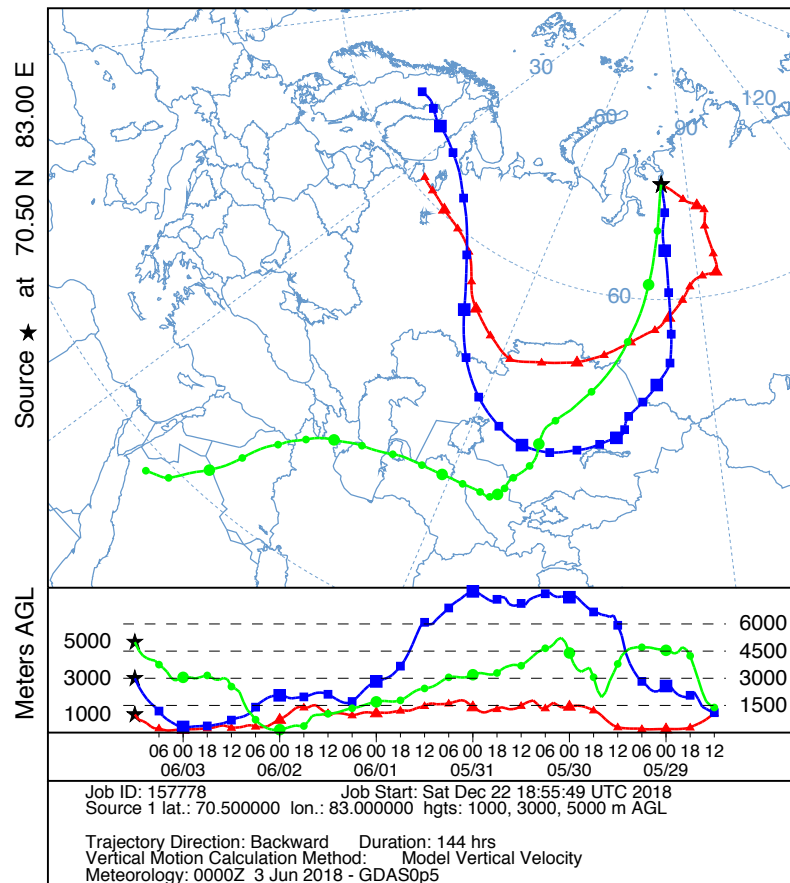 Source ★ at 70.50 N 83.00 E
30
60
90
120
60
Meters AGL
5000
3000
1000
6000
4500
3000
1500
06 00 18 12 06 00 18 12 06 00 18 12 06 00 18 12 06 00 18 12 06 00 18 12
06/03 06/02 06/01 05/31 05/30 05/29
Job ID: 157778 Job Start: Sat Dec 22 18:55:49 UTC 2018
Source 1 lat.: 70.500000 lon.: 83.000000 hgts: 1000, 3000, 5000 m AGL
Trajectory Direction: Backward Duration: 144 hrs
Vertical Motion Calculation Method: Model Vertical Velocity
Meteorology: 0000Z 3 Jun 2018 - GDAS0p5